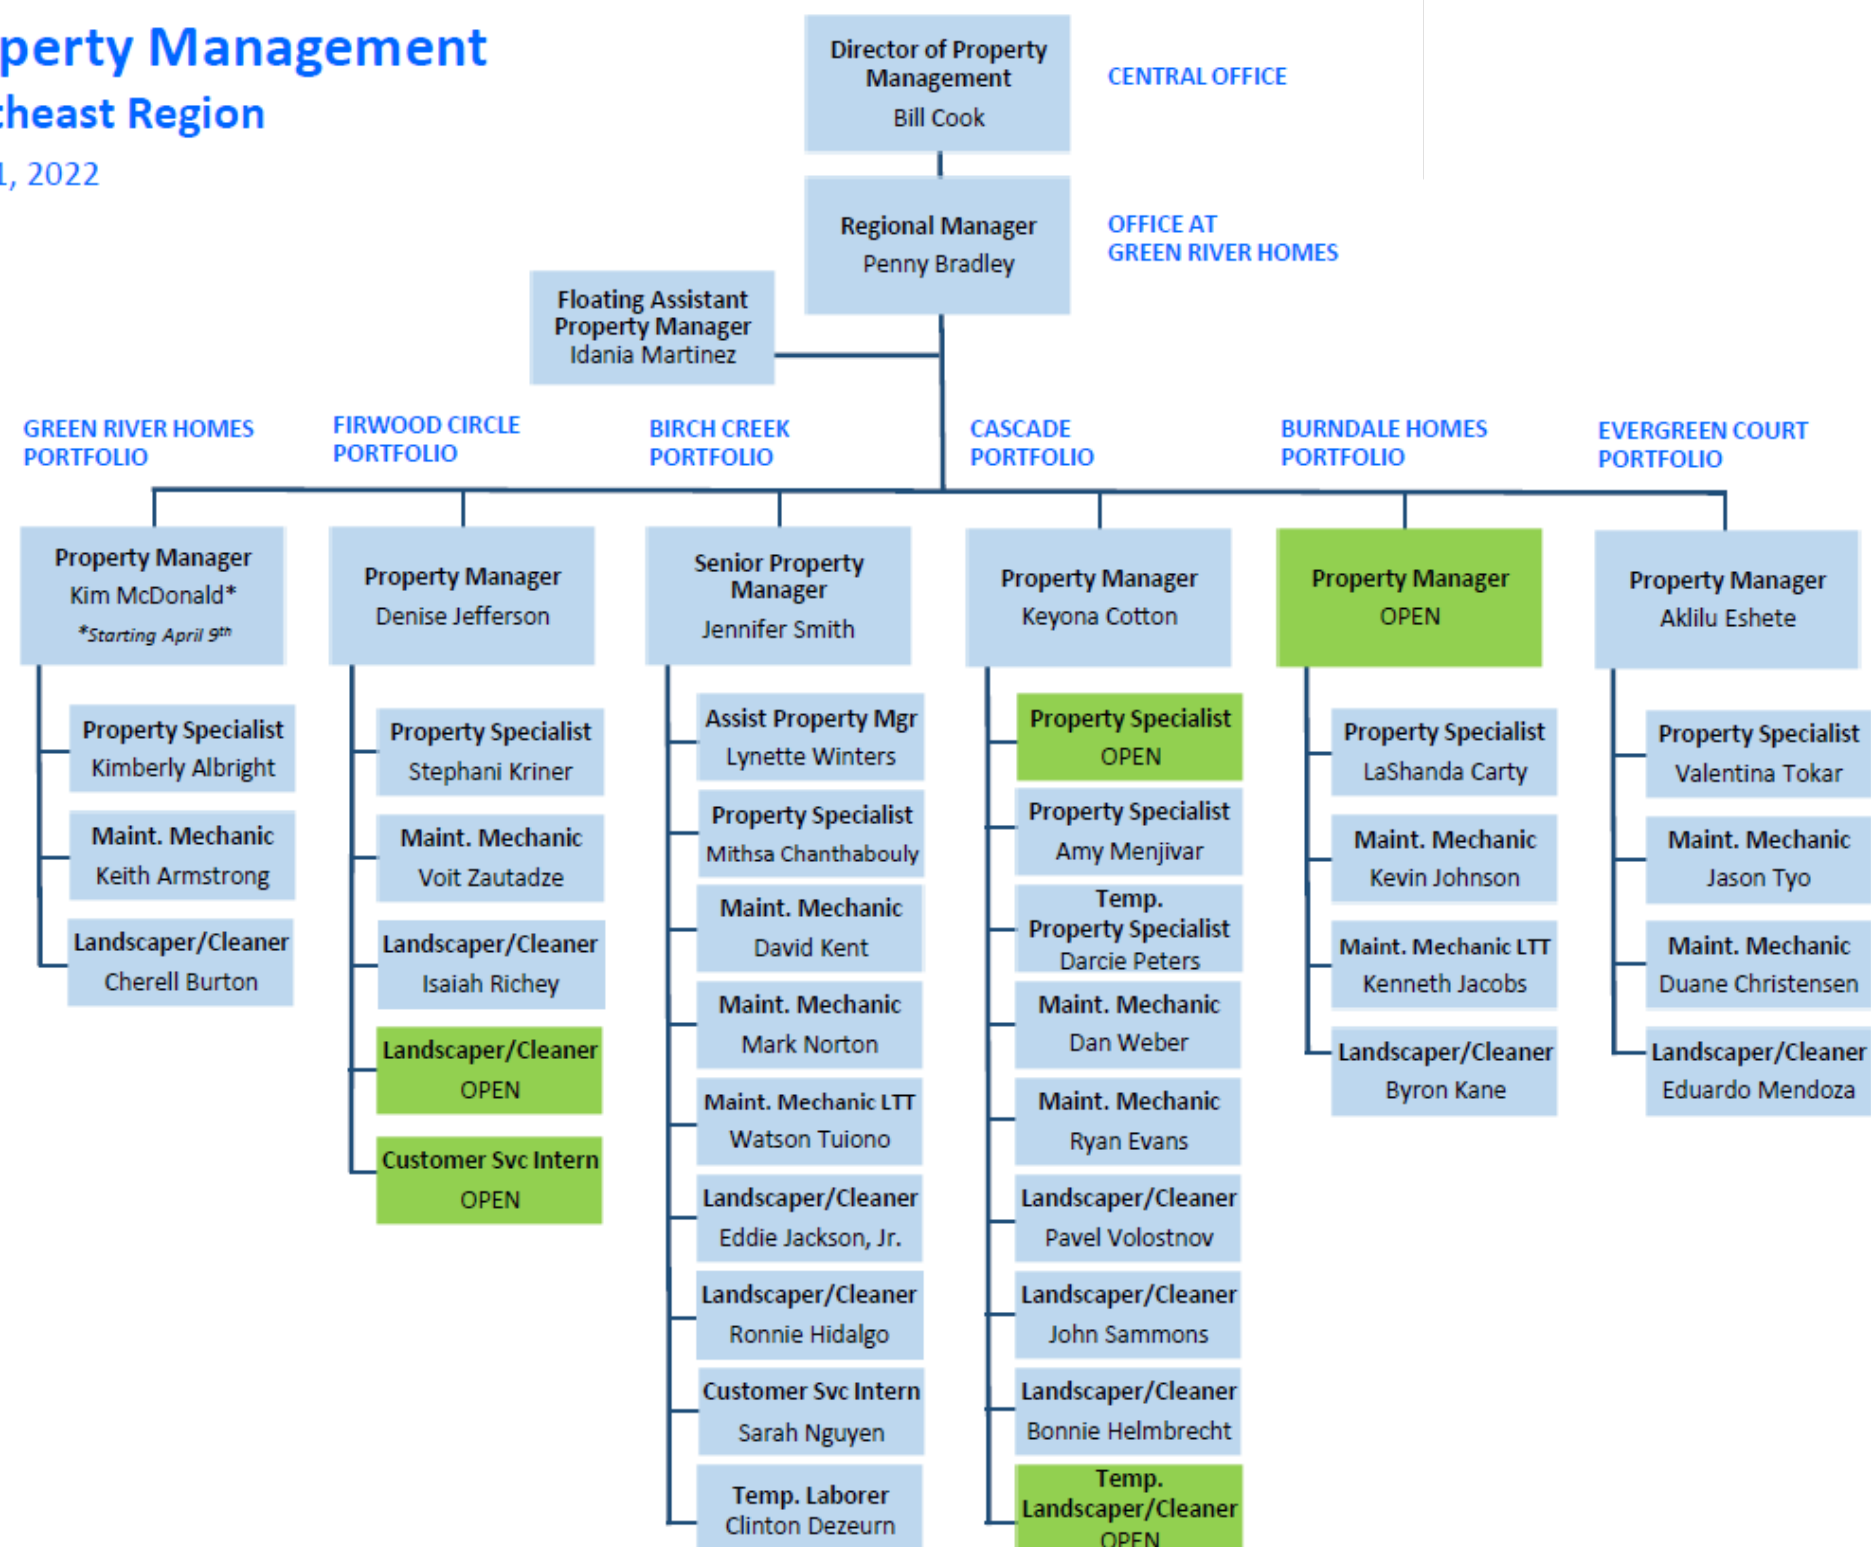 perty Management
heast Region
1, 2022
Director of Property
Management
Bill Cook
CENTRAL OFFICE
Regional Manager
Penny Bradley
OFFICE AT
GREEN RIVER HOMES
Floating Assistant
Property Manager
Idania Martinez
GREEN RIVER HOMES
PORTFOLIO
Property Manager
Kim McDonald*
*Starting April 9th
Property Specialist
Kimberly Albright
Maint. Mechanic
Keith Armstrong
Landscaper/Cleaner
Cherell Burton
FIRWOOD CIRCLE
PORTFOLIO
Property Manager
Denise Jefferson
Property Specialist
Stephani Kriner
Maint. Mechanic
Voit Zautadze
Landscaper/Cleaner
Isaiah Richey
Landscaper/Cleaner
OPEN
Customer Svc Intern
OPEN
BIRCH CREEK
PORTFOLIO
Senior Property
Manager
Jennifer Smith
Assist Property Mgr
Lynette Winters
Property Specialist
Mithsa Chanthabouly
Maint. Mechanic
David Kent
Maint. Mechanic
Mark Norton
Maint. Mechanic LTT
Watson Tuiono
Landscaper/Cleaner
Eddie Jackson, Jr.
Landscaper/Cleaner
Ronnie Hidalgo
Customer Svc Intern
Sarah Nguyen
Temp. Laborer
Clinton Dezeurn
CASCADE
PORTFOLIO
Property Manager
Keyona Cotton
Property Specialist
OPEN
Property Specialist
Amy Menjivar
Temp.
Property Specialist
Darcie Peters
Maint. Mechanic
Dan Weber
Maint. Mechanic
Ryan Evans
Landscaper/Cleaner
Pavel Volostnov
Landscaper/Cleaner
John Sammons
Landscaper/Cleaner
Bonnie Helmbrecht
Temp.
Landscaper/Cleaner
OPEN
BURNDALE HOMES
PORTFOLIO
Property Manager
OPEN
Property Specialist
LaShanda Carty
Maint. Mechanic
Kevin Johnson
Maint. Mechanic LTT
Kenneth Jacobs
Landscaper/Cleaner
Byron Kane
EVERGREEN COURT
PORTFOLIO
Property Manager
Aklilu Eshete
Property Specialist
Valentina Tokar
Maint. Mechanic
Jason Tyo
Maint. Mechanic
Duane Christensen
Landscaper/Cleaner
Eduardo Mendoza